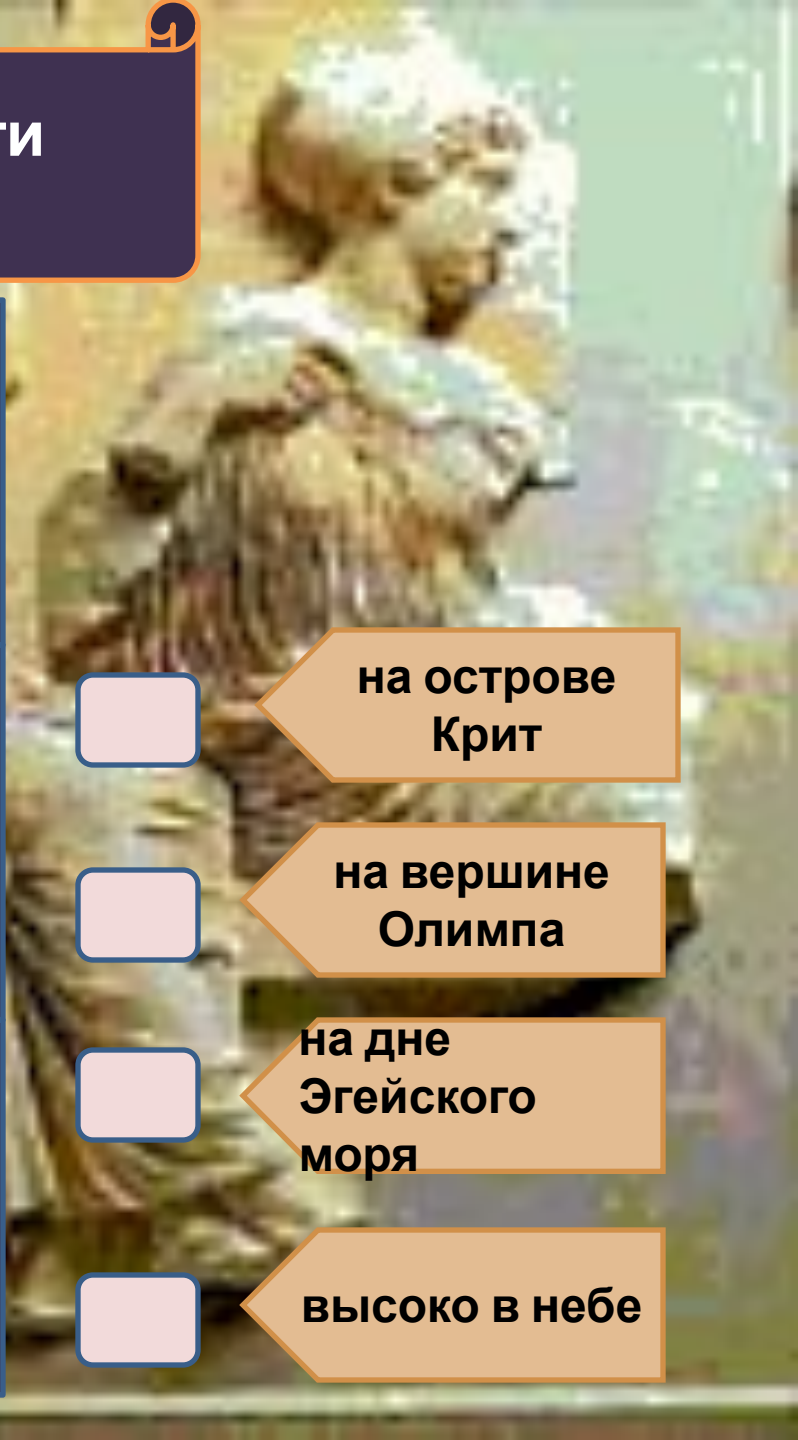 ти
на острове
Крит
на вершине
Олимпа
на дне
Эгейского
моря
высоко в небе